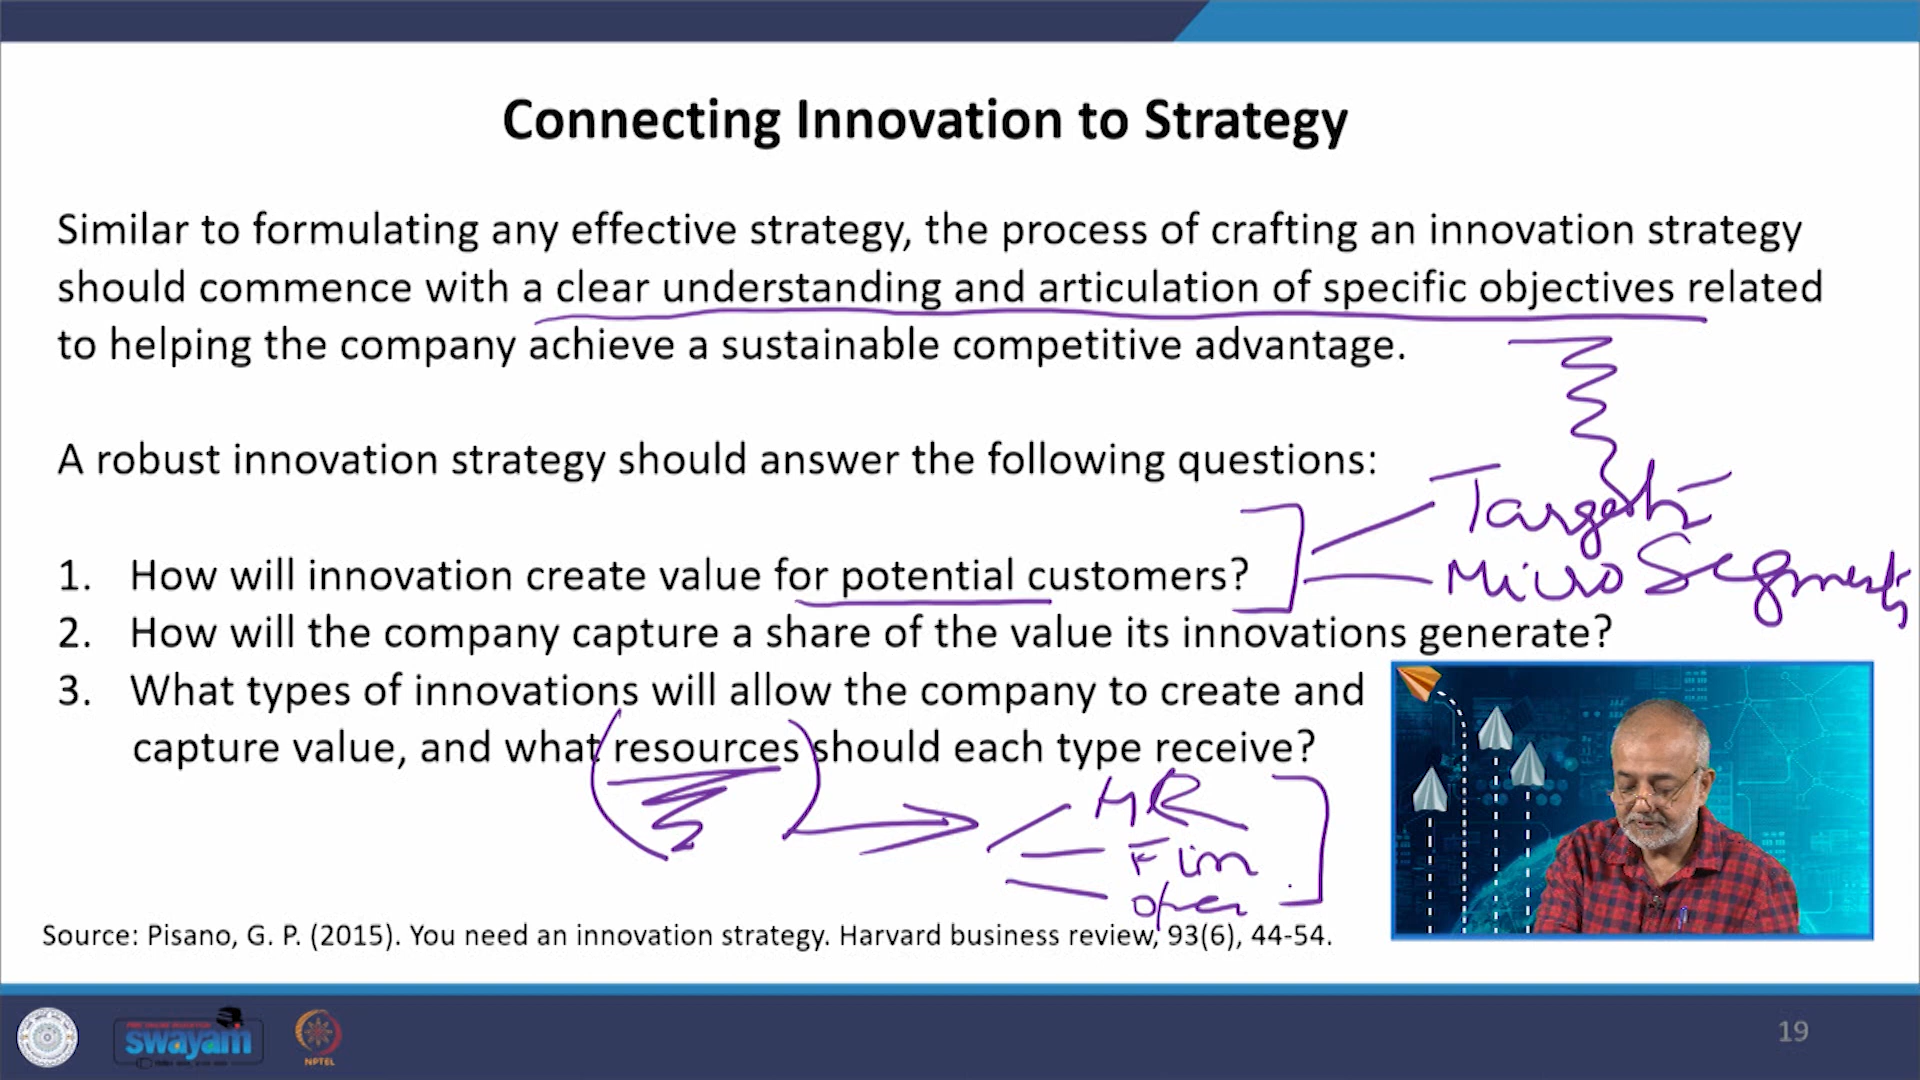 Connecting Innovation to Strategy
Similar to formulating any effective strategy, the process of crafting an innovation strategy
should commence with a clear understanding and articulation of specific objectives related
to helping the company achieve a sustainable competitive advantage.
A robust innovation strategy should answer the following questions:
1. How will innovation create value for potential customers?
2. How will the company capture a share of the value its innovations generate?
3. What types of innovations will allow the company to create and
capture value, and what resources should each type receive?
Micro Segments
HR
Fin
oper
Source: Pisano, G. P. (2015). You need an innovation strategy. Harvard business review, 93(6), 44-54.
swayam
NPTEL
19